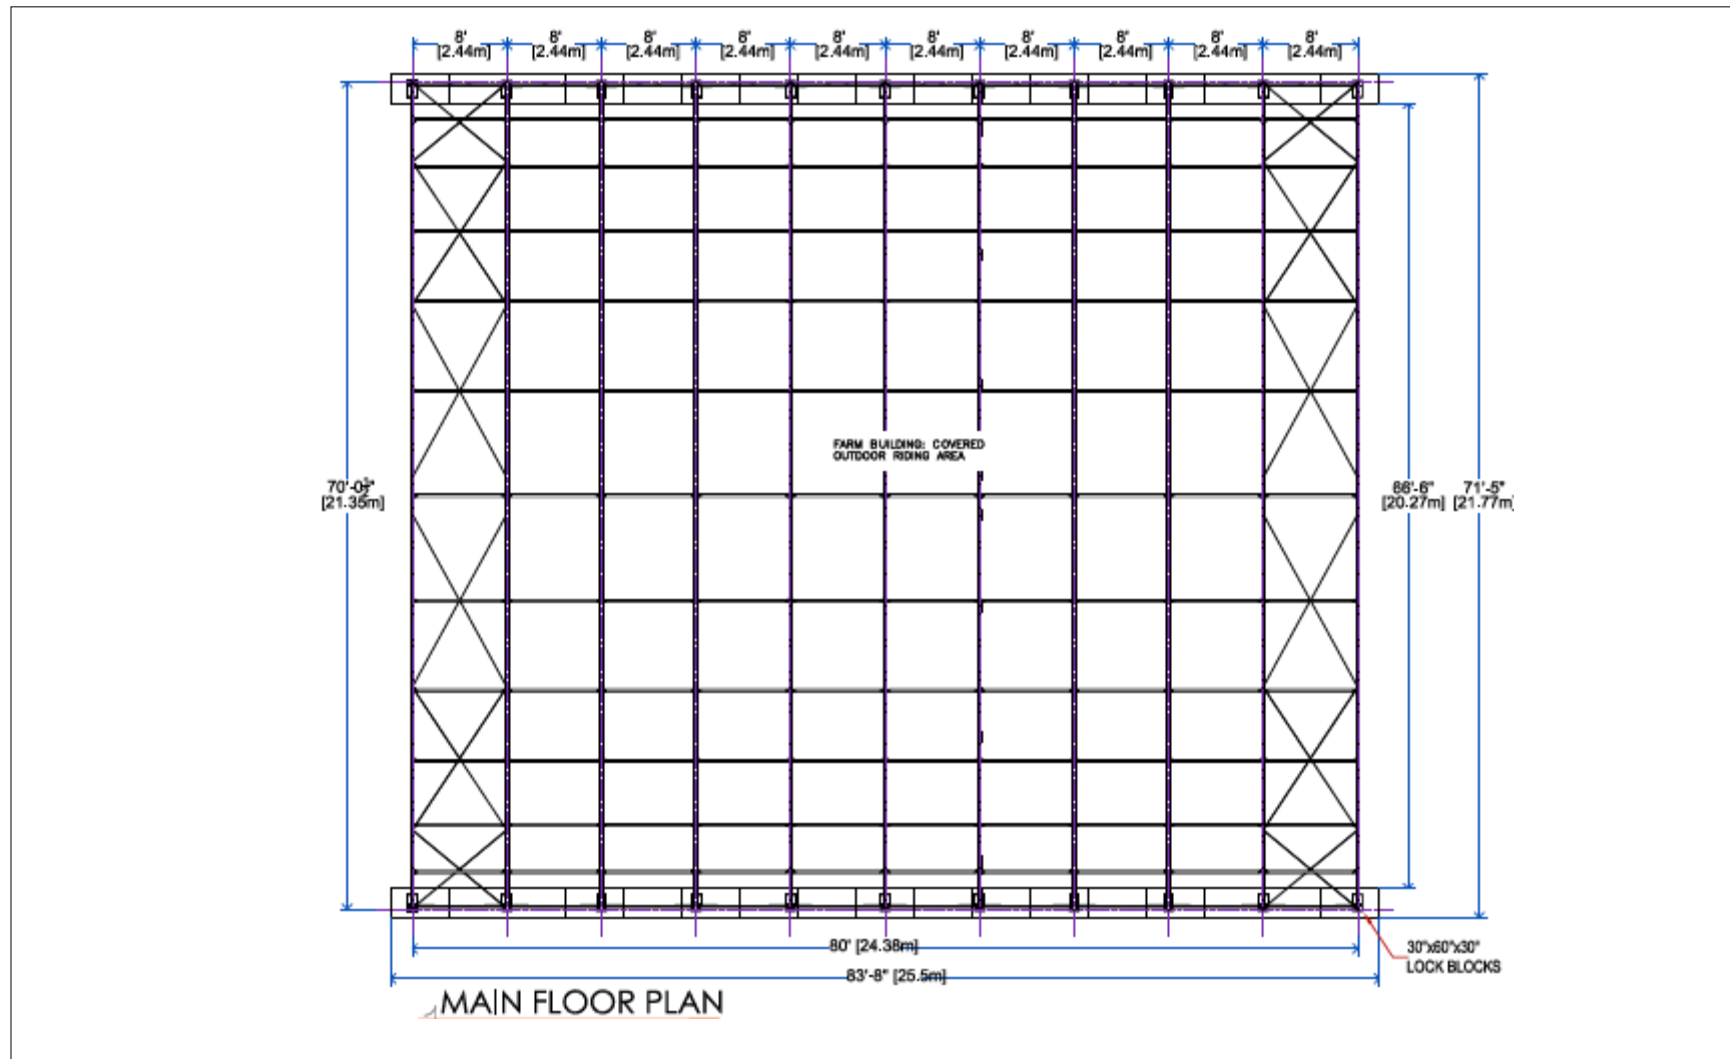 8' 8' 8' 8' 8' 8' 8' 8' 8' 8'
[2.44m] [2.44m] [2.44m] [2.44m] [2.44m] [2.44m] [2.44m] [2.44m] [2.44m] [2.44m]
FARM BUILDING: COVERED
OUTDOOR RIDING AREA
70'-0½"
[21.35m]
66'-6"
[20.27m]
71'-5"
[21.77m]
80' [24.38m]
83'-8" [25.5m]
30"x60"x30"
LOCK BLOCKS
MAIN FLOOR PLAN